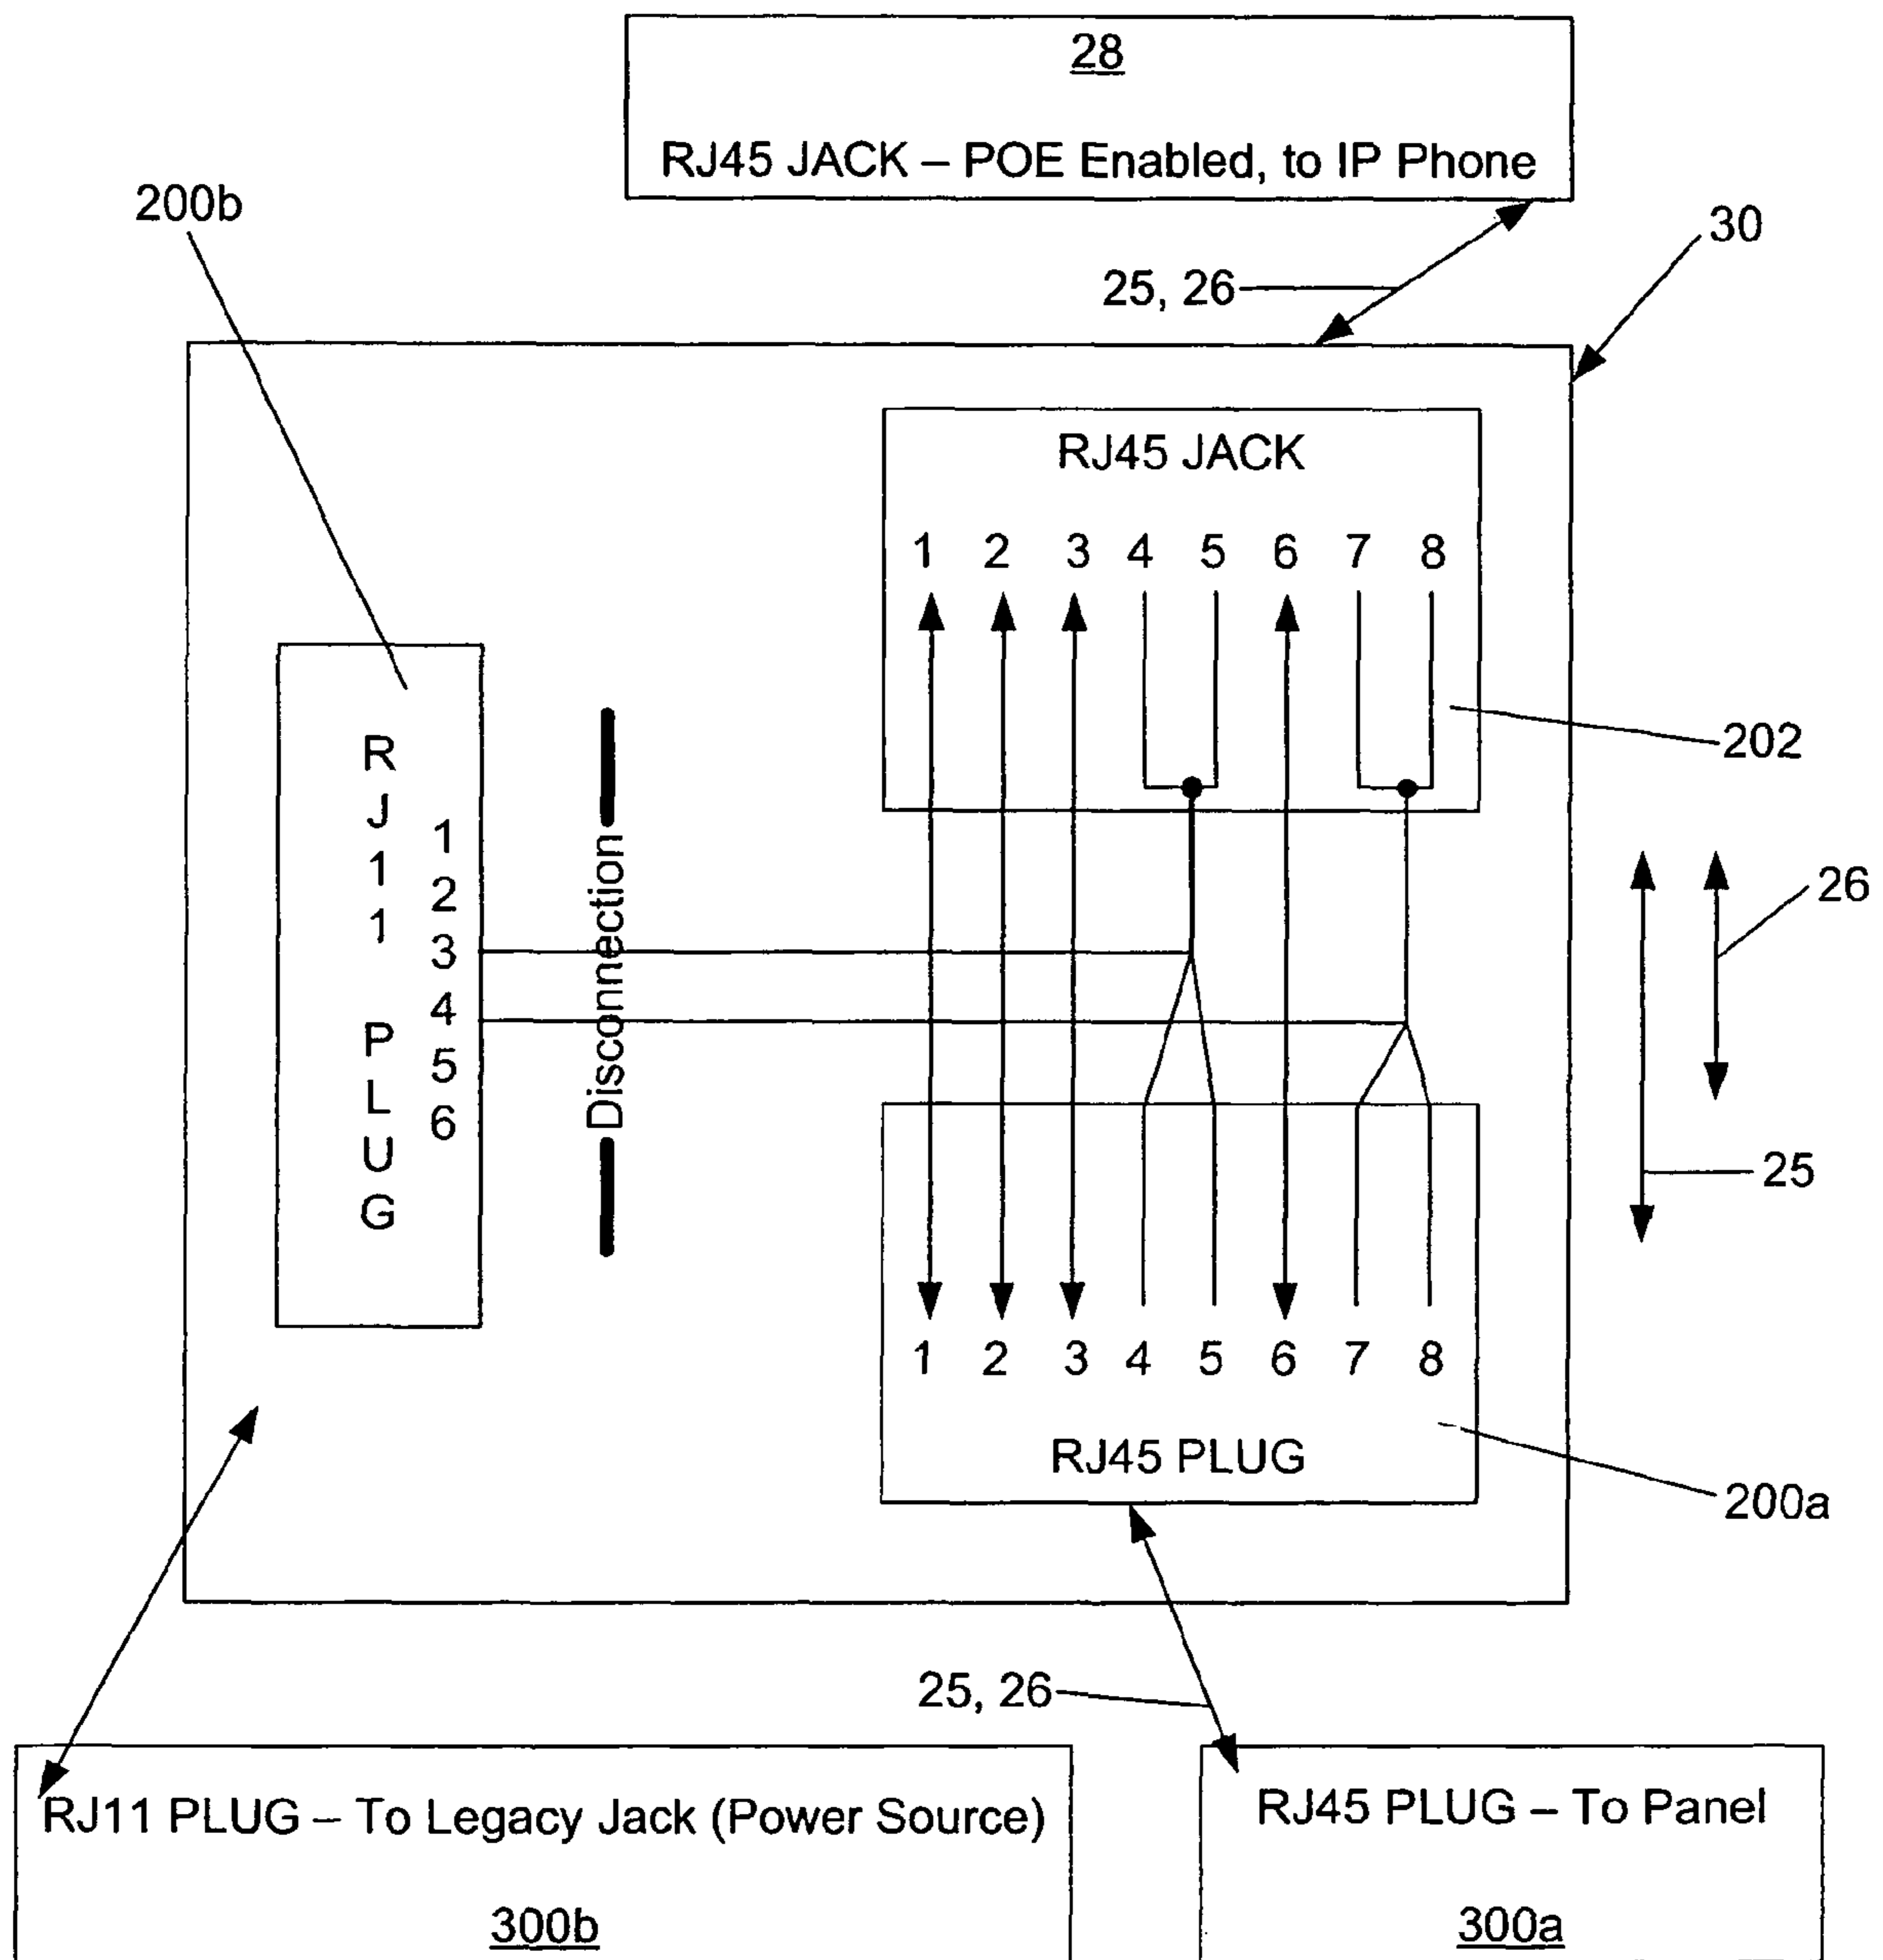 28
RJ45 JACK – POE Enabled, to IP Phone
200b
30
25, 26
RJ45 JACK
1 2 3 4 5 6 7 8
202
RJ11 PLUG
1
2
3
4
5
6
Disconnection
26
25
1 2 3 4 5 6 7 8
RJ45 PLUG
200a
25, 26
RJ11 PLUG – To Legacy Jack (Power Source)
300b
RJ45 PLUG – To Panel
300a